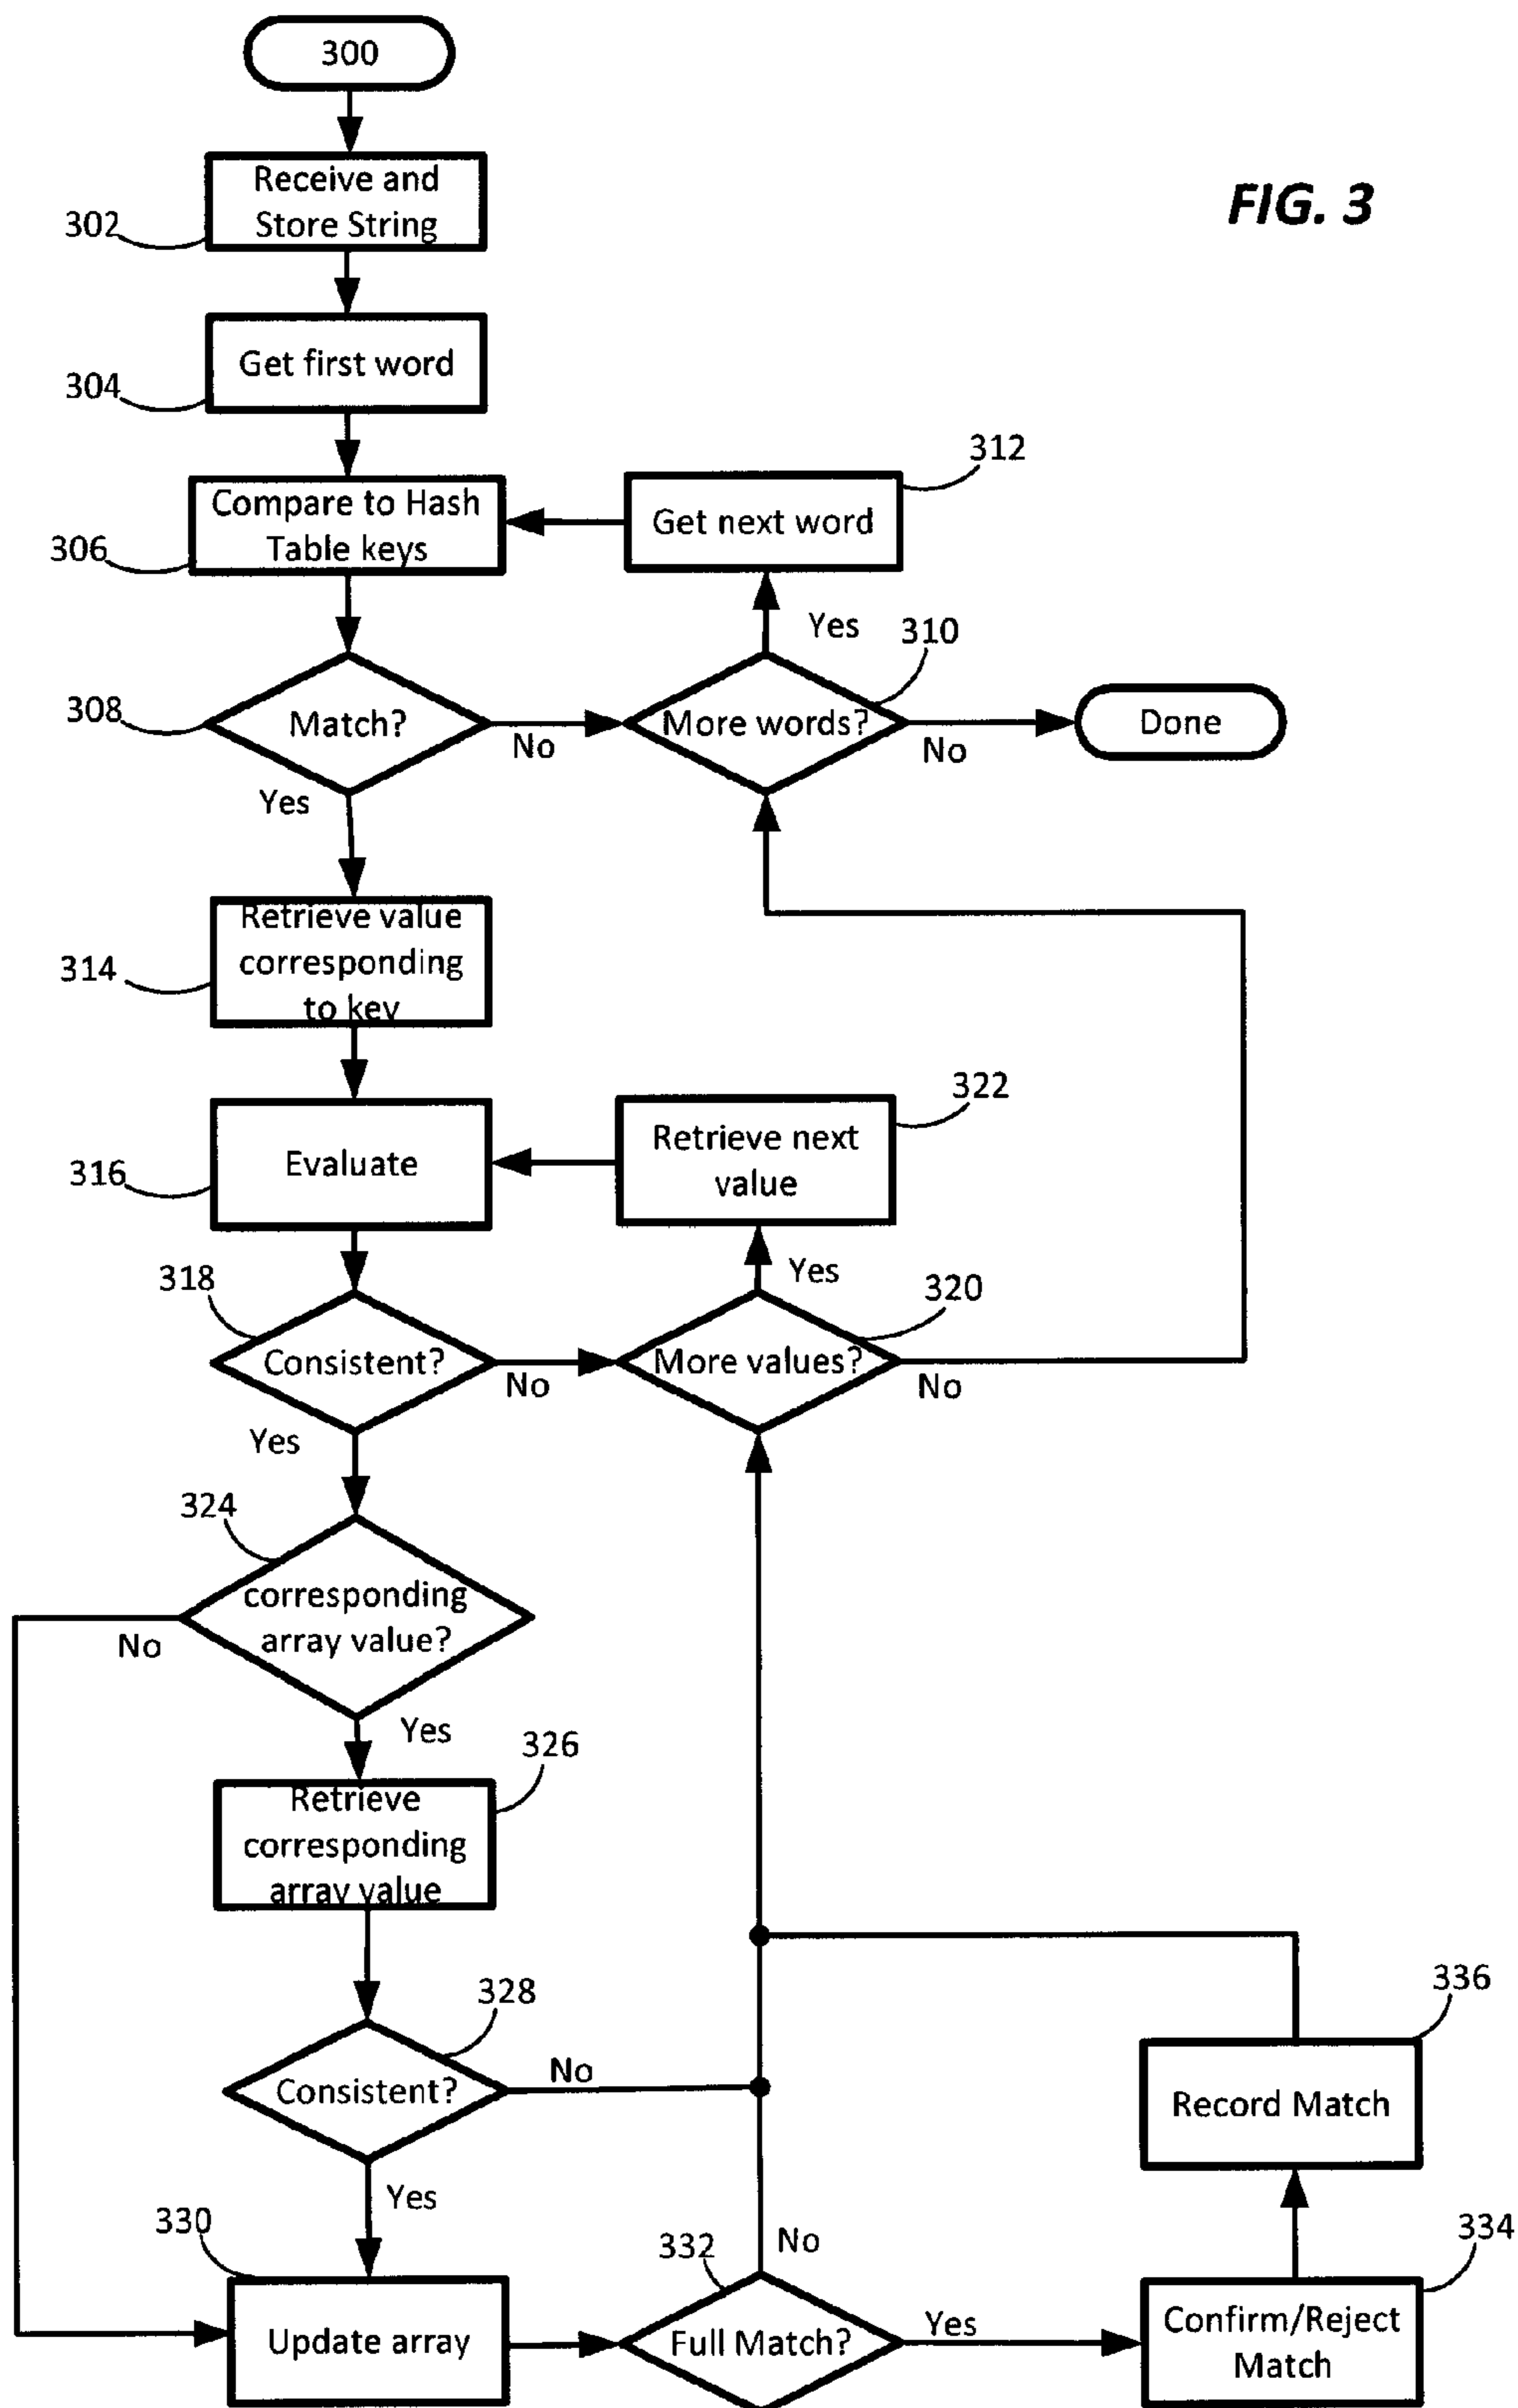 300
FIG. 3
Receive and
Store String
302
Get first word
304
312
Compare to Hash
Table keys
Get next word
306
Yes
310
308
Match?
More words?
Done
No
No
Yes
Retrieve value
corresponding
to key
314
322
Retrieve next
value
Evaluate
316
318
Yes
320
Consistent?
More values?
No
No
Yes
324
corresponding
array value?
No
Yes
326
Retrieve
corresponding
array value
328
336
No
Consistent?
Record Match
Yes
330
332
No
334
Update array
Full Match?
Yes
Confirm/Reject
Match